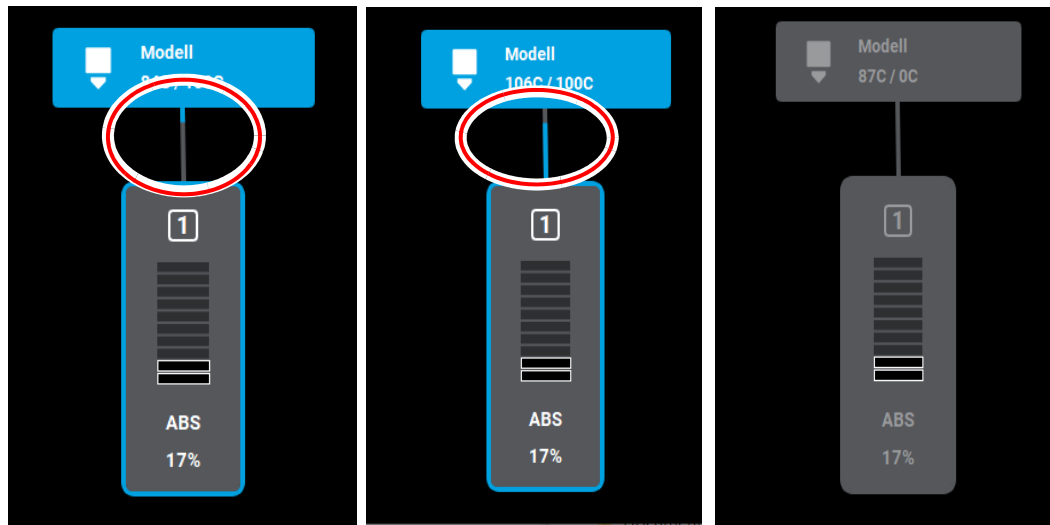 Modell
1
ABS
17%
Modell
106C / 100C
1
ABS
17%
Modell
87C / 0C
1
ABS
17%